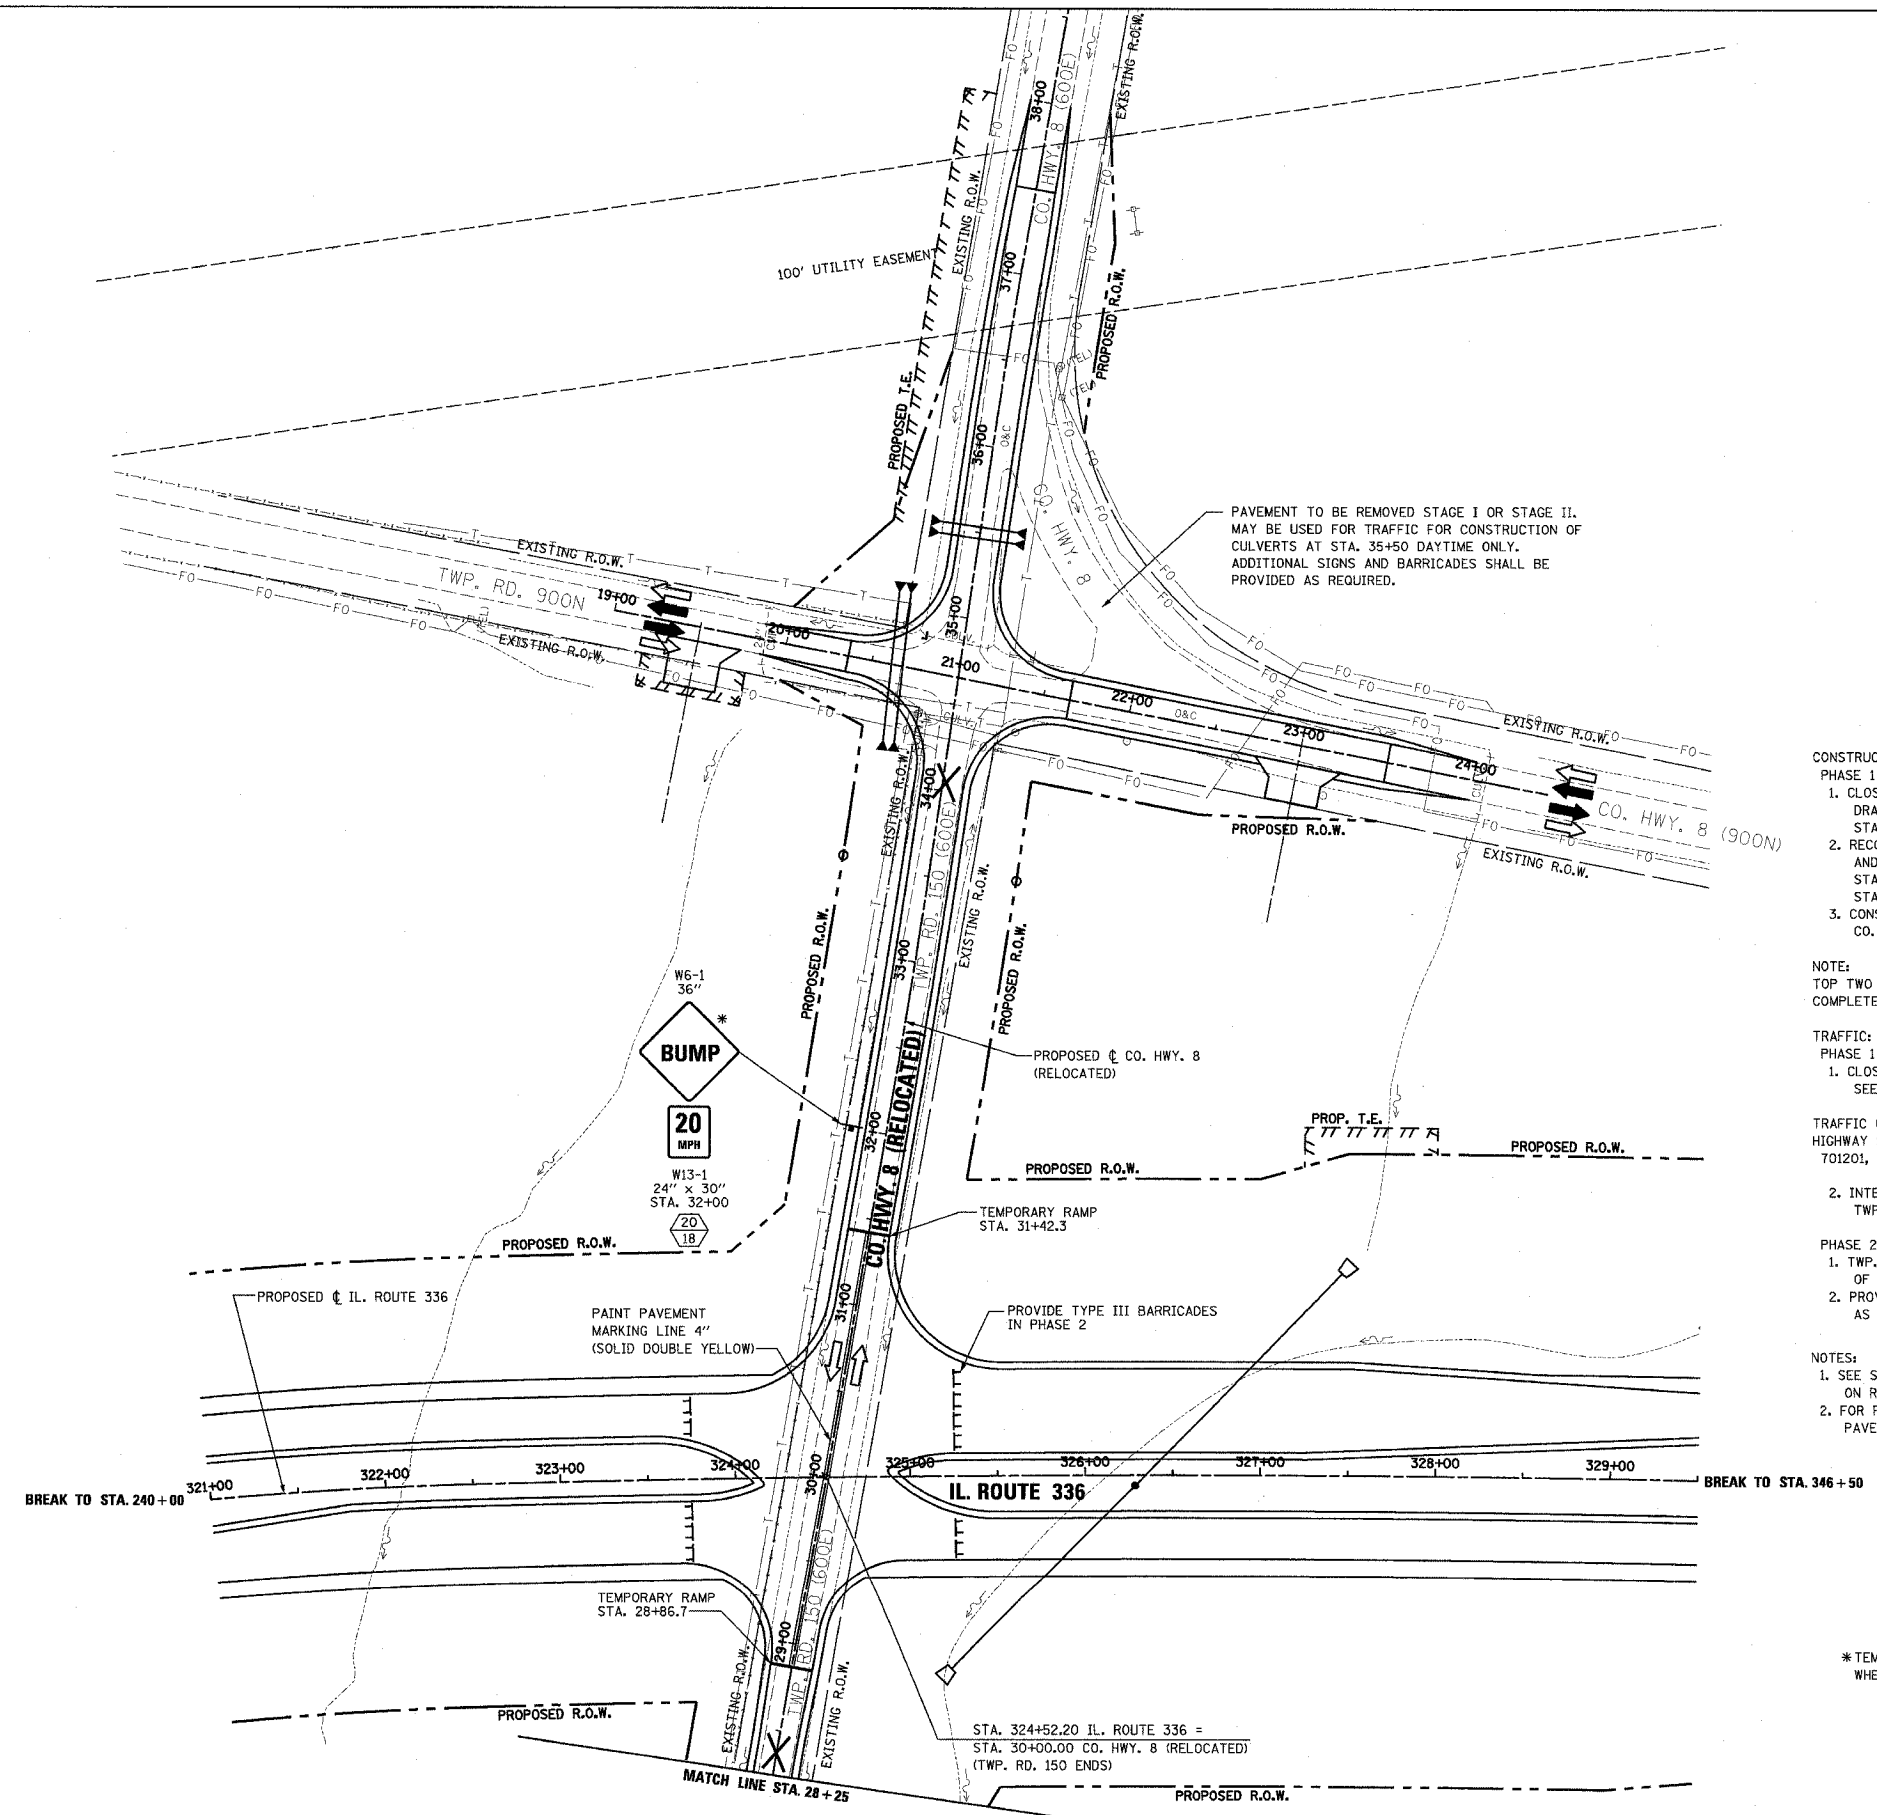 38+00
CO. HWY. 8 (600E)
EXISTING R.O.W.
EXISTING R.O.W.
FO
FO
FO
T
100' UTILITY EASEMENT
37+00
PROPOSED R.O.W.
FO
(TEL)
(TEL)
PROPOSED T.E.
36+00
O&C
CO. HWY. 8
PAVEMENT TO BE REMOVED STAGE I OR STAGE II.
MAY BE USED FOR TRAFFIC FOR CONSTRUCTION OF
CULVERTS AT STA. 35+50 DAYTIME ONLY.
ADDITIONAL SIGNS AND BARRICADES SHALL BE
PROVIDED AS REQUIRED.
EXISTING R.O.W.
T
T
T
TWP. RD. 900N
19+00
FO
FO
FO
FO
EXISTING R.O.W.
20+00
35+00
21+00
CULV.
22+00
O&C
23+00
24+00
EXISTING R.O.W.
FO
FO
CO. HWY. 8 (900N)
EXISTING R.O.W.
PROPOSED R.O.W.
34+00
EXISTING R.O.W.
TWP. RD. 150 (600E)
EXISTING R.O.W.
PROPOSED R.O.W.
PROPOSED R.O.W.
33+00
W6-1
36"
*
BUMP
20
MPH
W13-1
24" x 30"
STA. 32+00
20
18
PROPOSED ℄ CO. HWY. 8
(RELOCATED)
32+00
CO. HWY. 8 (RELOCATED)
PROP. T.E.
PROPOSED R.O.W.
PROPOSED R.O.W.
TEMPORARY RAMP
STA. 31+42.3
PROPOSED R.O.W.
PROPOSED ℄ IL. ROUTE 336
PAINT PAVEMENT
MARKING LINE 4"
(SOLID DOUBLE YELLOW)
31+00
PROVIDE TYPE III BARRICADES
IN PHASE 2
BREAK TO STA. 240+00
321+00
322+00
323+00
324+00
30+00
325+00
326+00
327+00
328+00
329+00
IL. ROUTE 336
BREAK TO STA. 346+50
TEMPORARY RAMP
STA. 28+86.7
29+00
TWP. RD. 150 (600E)
EXISTING R.O.W.
EXISTING R.O.W.
PROPOSED R.O.W.
MATCH LINE STA. 28+25
STA. 324+52.20 IL. ROUTE 336 =
STA. 30+00.00 CO. HWY. 8 (RELOCATED)
(TWP. RD. 150 ENDS)
PROPOSED R.O.W.
CONSTRUC
PHASE 1
1. CLOS
DRA
STA
2. RECO
AND
STA
STA
3. CONS
CO.
NOTE:
TOP TWO
COMPLETE
TRAFFIC:
PHASE 1
1. CLOS
SEE
TRAFFIC
HIGHWAY
701201,
2. INTE
TWP
PHASE 2
1. TWP.
OF
2. PROV
AS
NOTES:
1. SEE S
ON R
2. FOR F
PAVE
* TEM
WHE